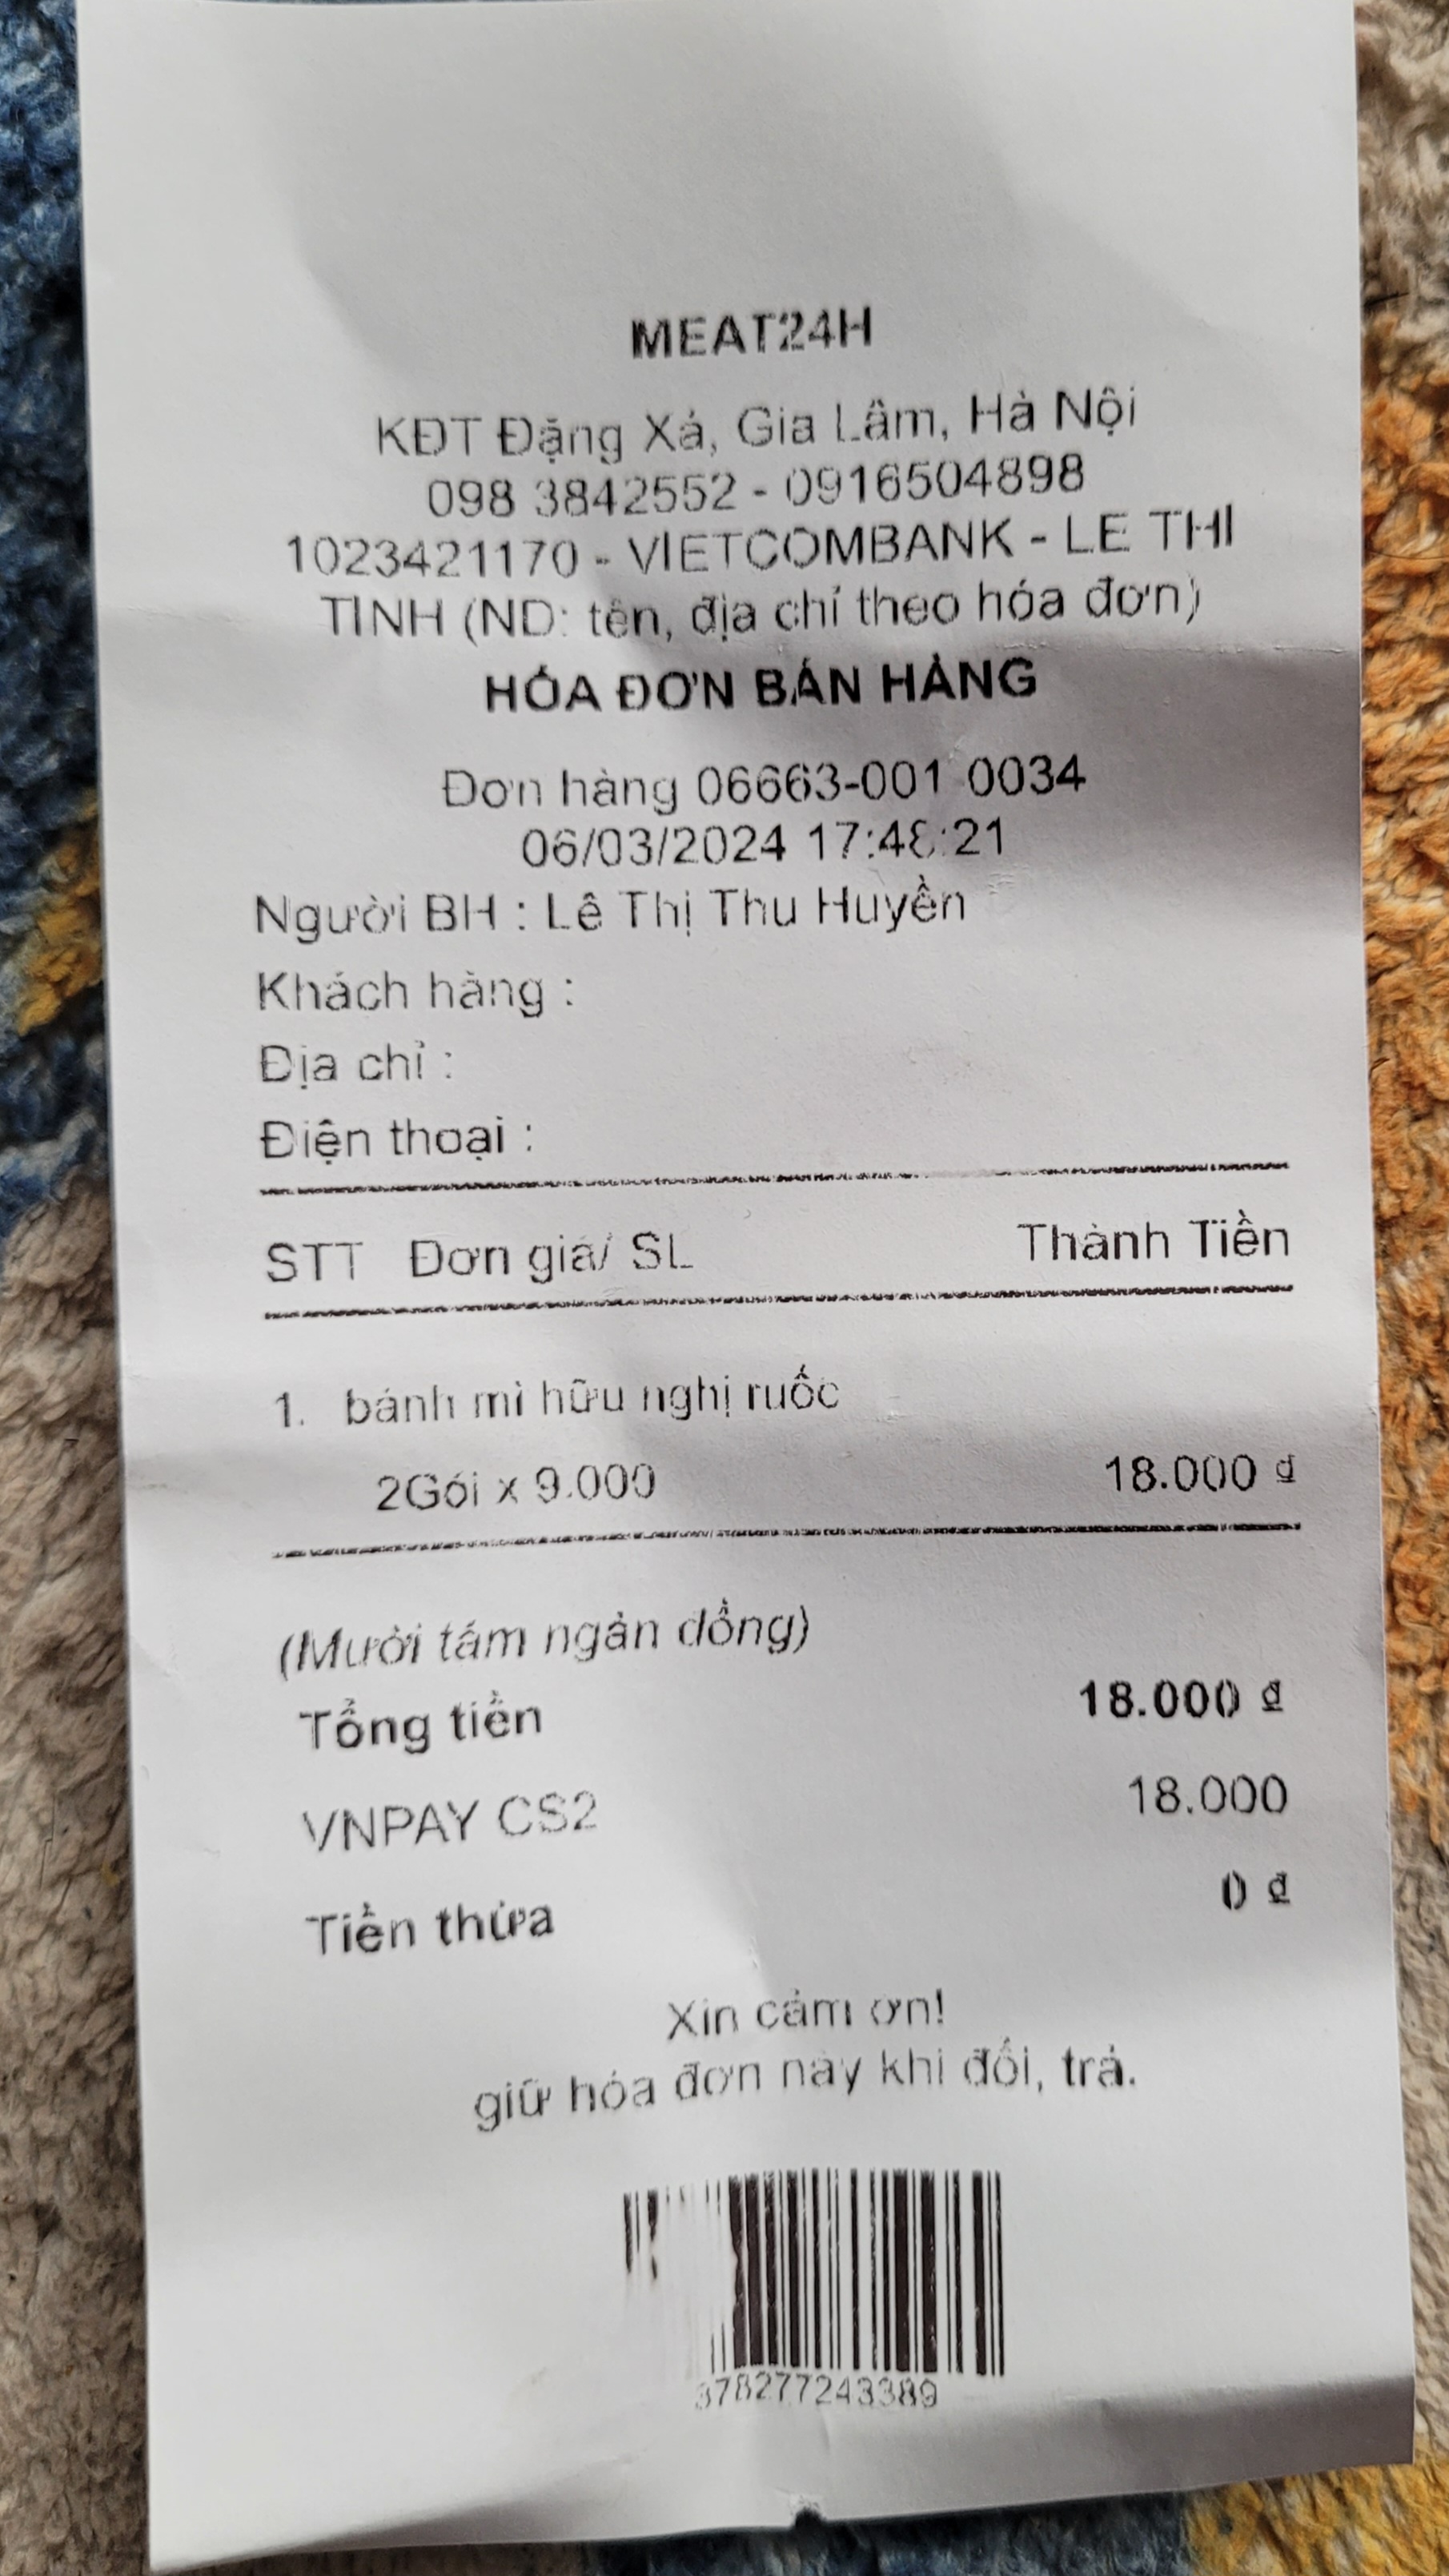 MEAT24H
KĐT Đặng Xá, Gia Lâm, Hà Nội
098 3842552 - 0916504898
1023421170 - VIETCOMBANK - LE THI
TINH (ND: tên, địa chỉ theo hóa đơn)
HÓA ĐƠN BÁN HÀNG
Đơn hàng 06663-001 0034
06/03/2024 17:48:21
Người BH : Lê Thị Thu Huyền
Khách hàng :
Địa chỉ :
Điện thoại :
STT Đơn giá/ SL Thành Tiền
1. bánh mì hữu nghị ruốc
2Gói x 9.000 18.000 ₫
(Mười tám ngàn đồng)
Tổng tiền 18.000 ₫
VNPAY CS2 18.000
Tiền thừa 0 ₫
Xin cảm ơn!
giữ hóa đơn này khi đổi, trả.
378277243389